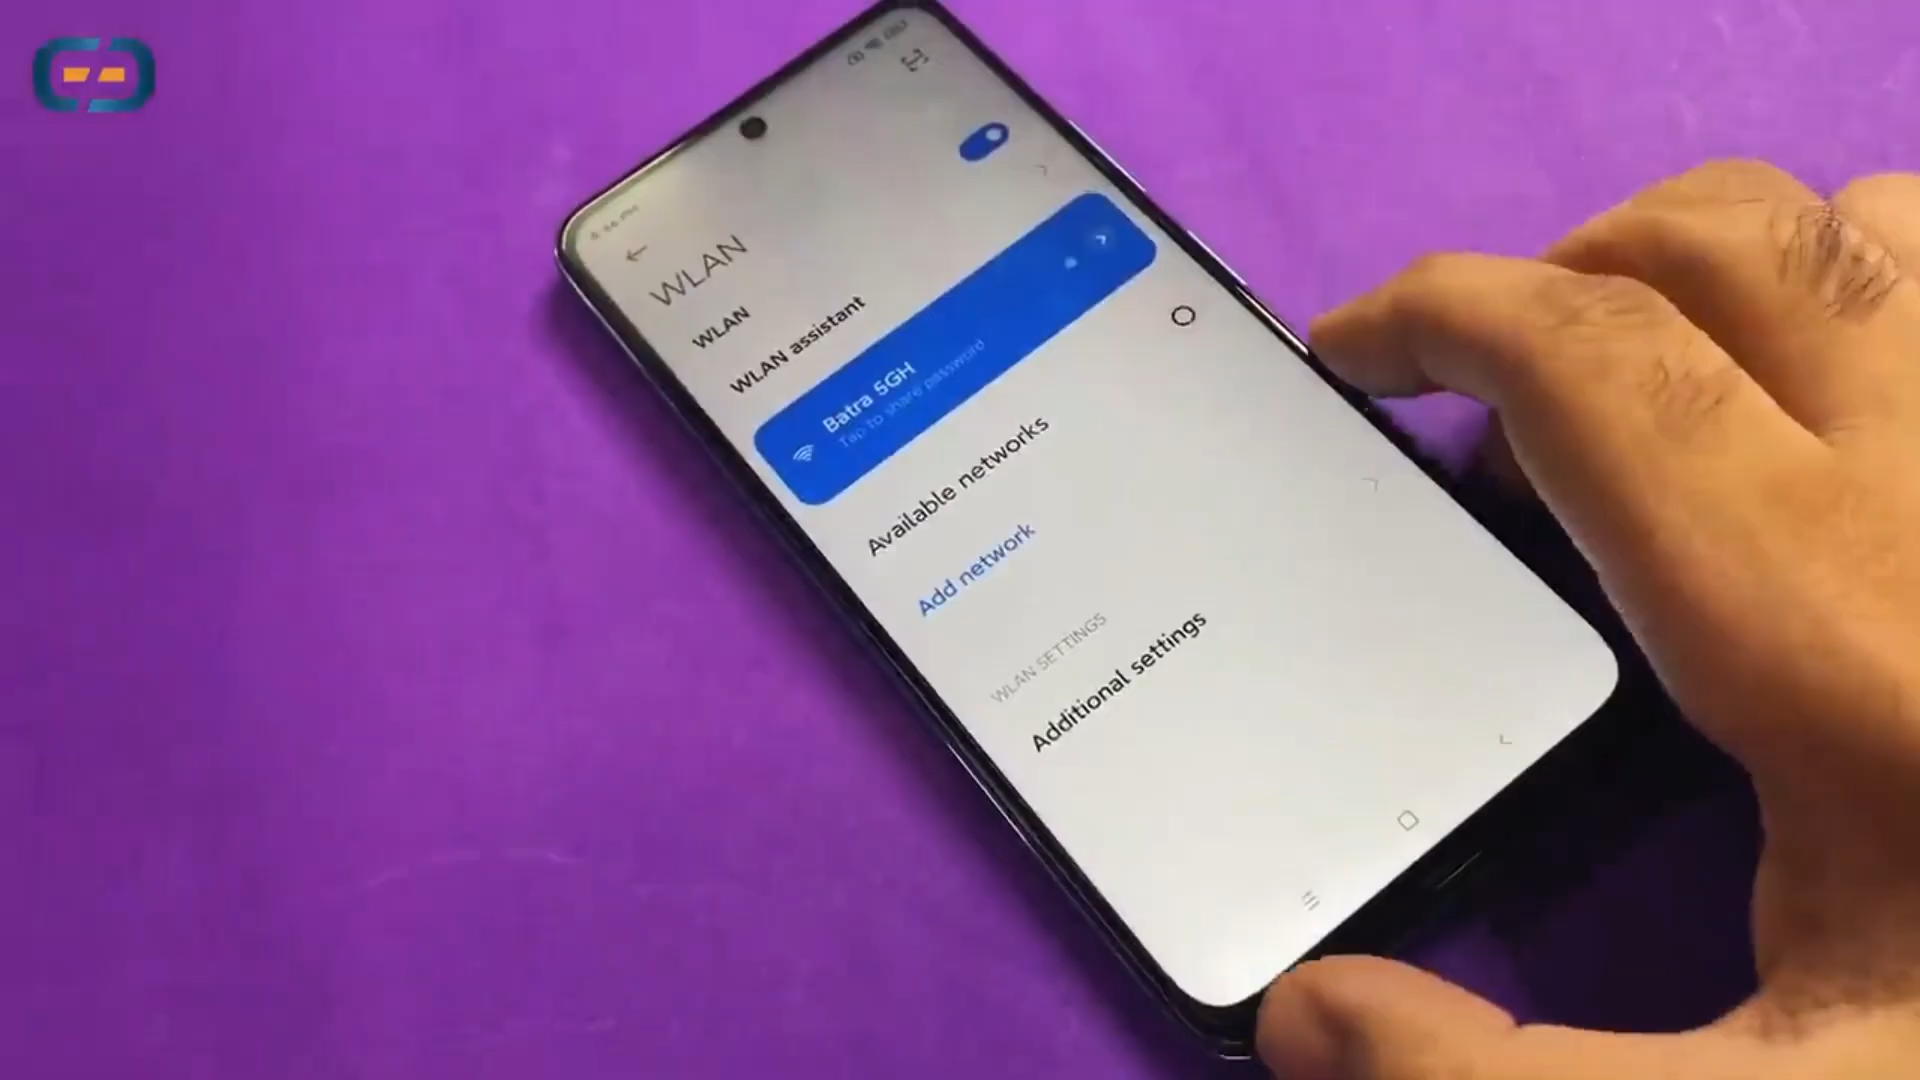 WLAN
WLAN
WLAN assistant
Batra 5GH
Tap to share password
Available networks
Add network
WLAN SETTINGS
Additional settings